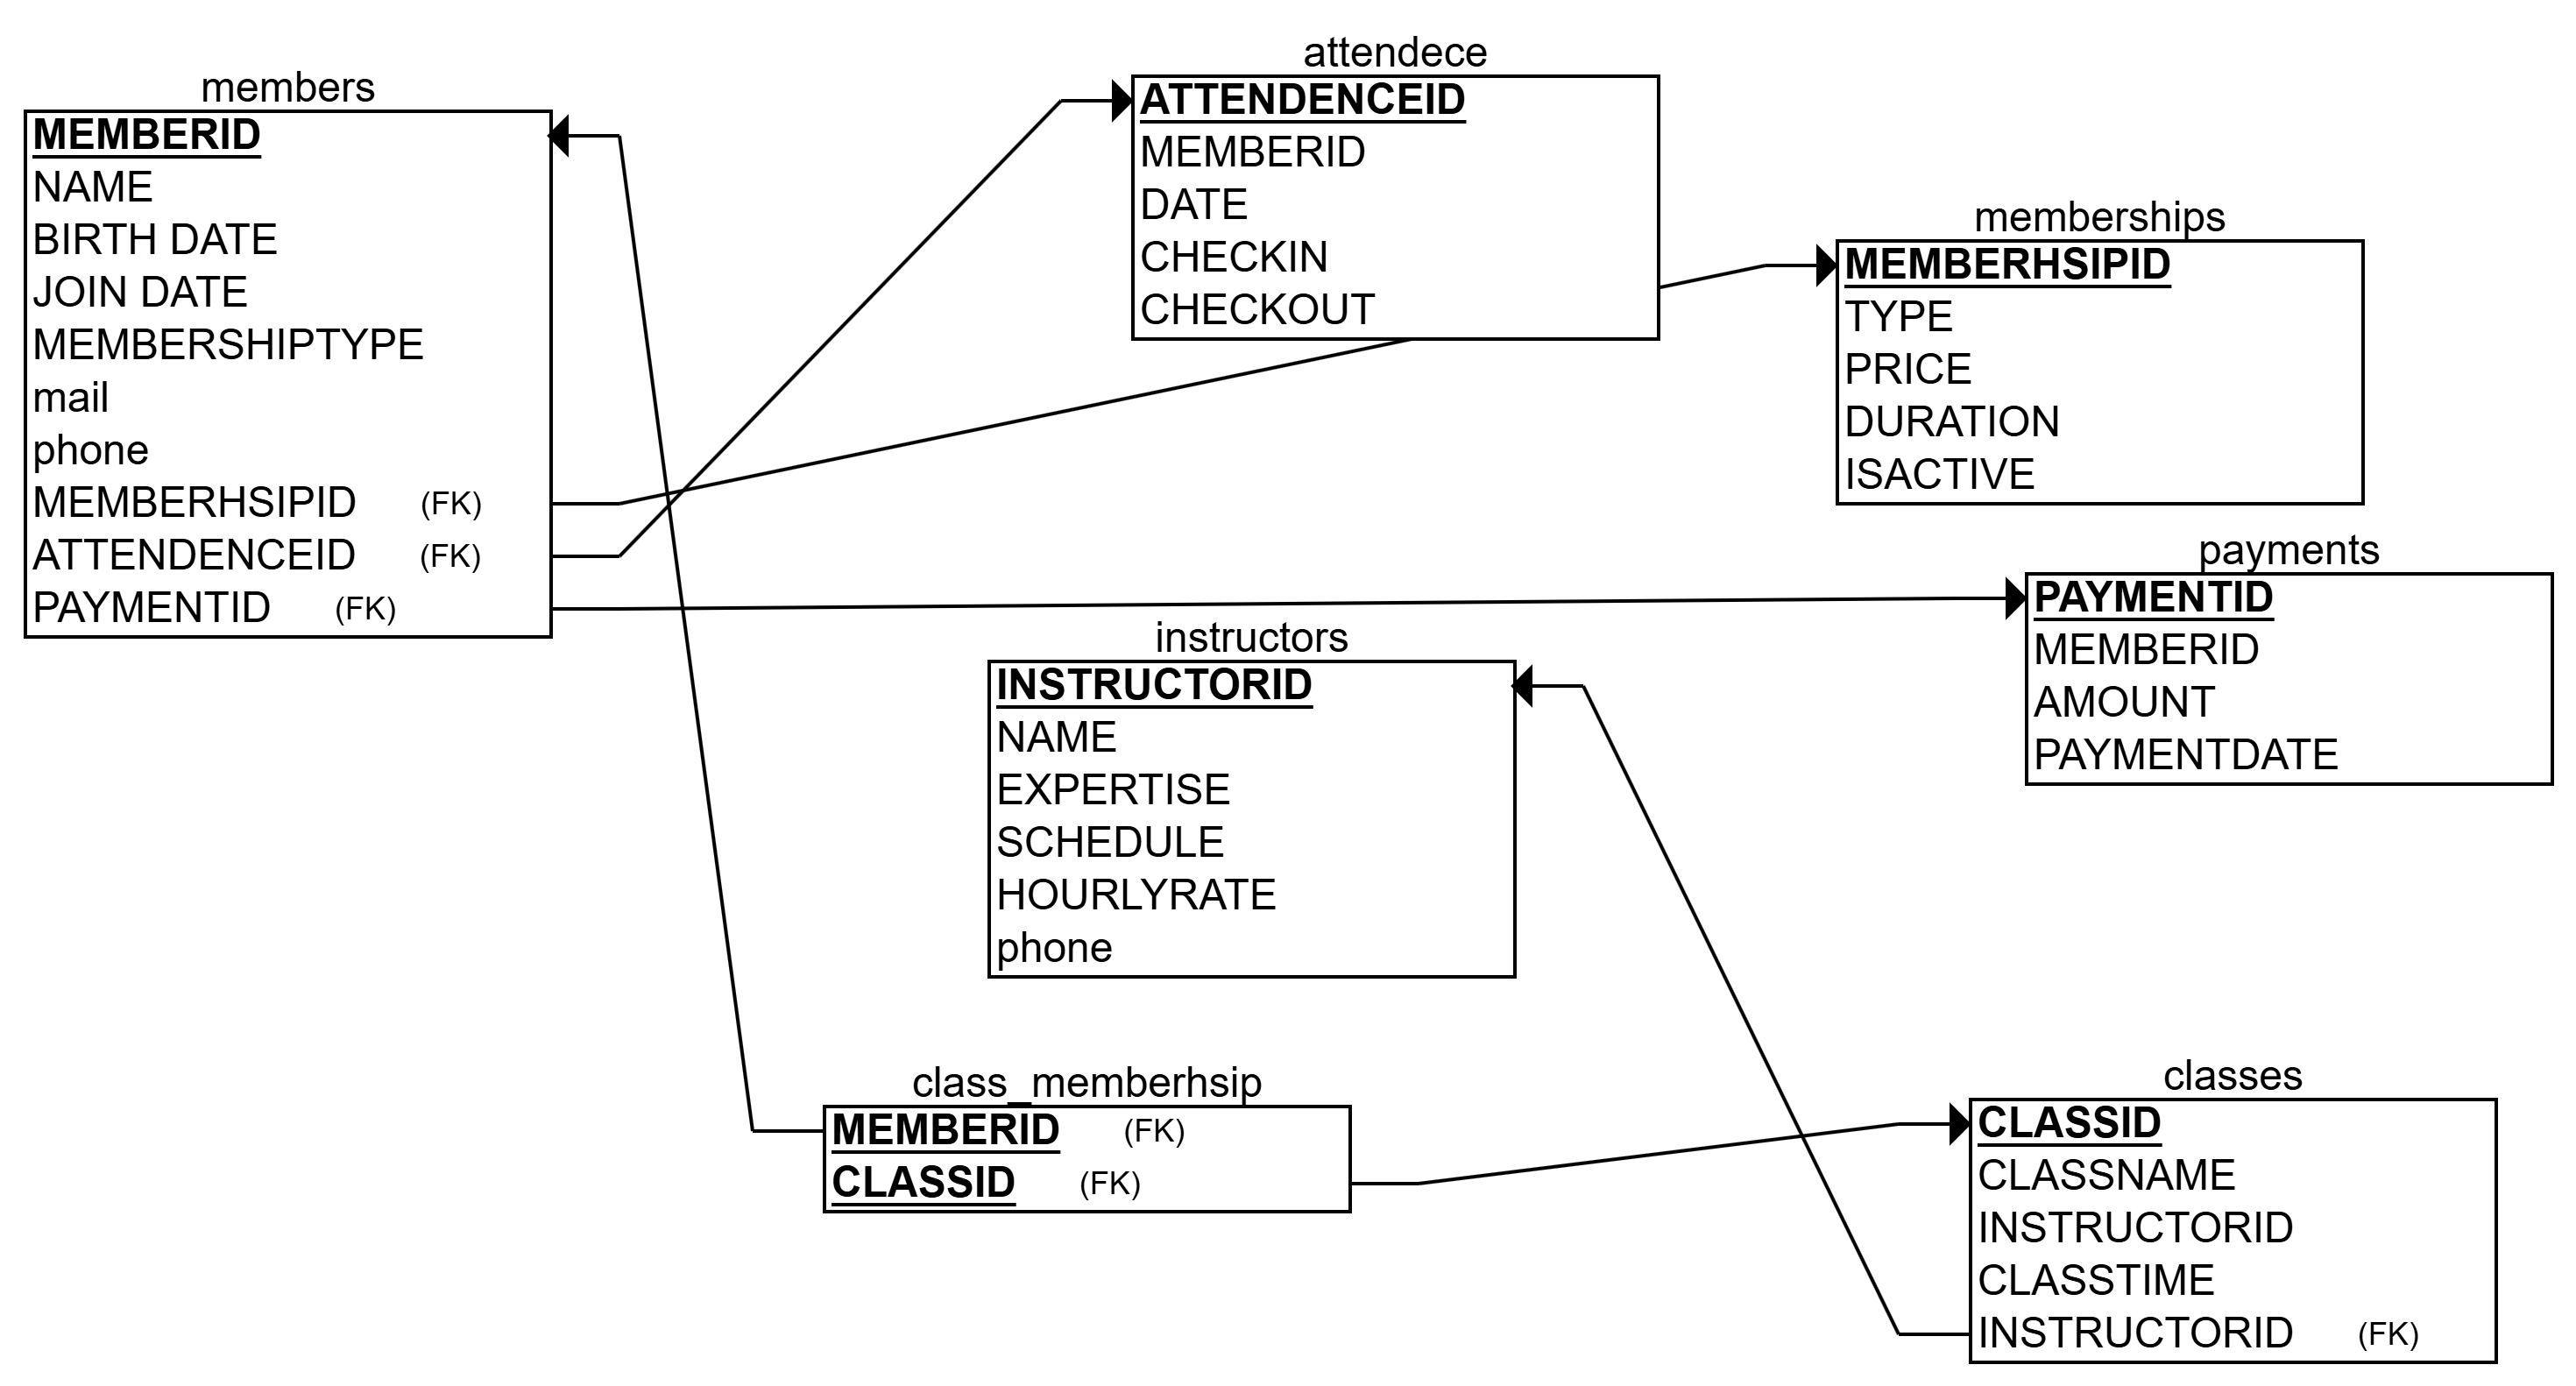 members
MEMBERID
NAME
BIRTH DATE
JOIN DATE
MEMBERSHIPTYPE
mail
phone
MEMBERHSIPID (FK)
ATTENDENCEID (FK)
PAYMENTID (FK)
attendece
ATTENDENCEID
MEMBERID
DATE
CHECKIN
CHECKOUT
memberships
MEMBERHSIPID
TYPE
PRICE
DURATION
ISACTIVE
payments
PAYMENTID
MEMBERID
AMOUNT
PAYMENTDATE
instructors
INSTRUCTORID
NAME
EXPERTISE
SCHEDULE
HOURLYRATE
phone
class_memberhsip
MEMBERID (FK)
CLASSID (FK)
classes
CLASSID
CLASSNAME
INSTRUCTORID
CLASSTIME
INSTRUCTORID (FK)